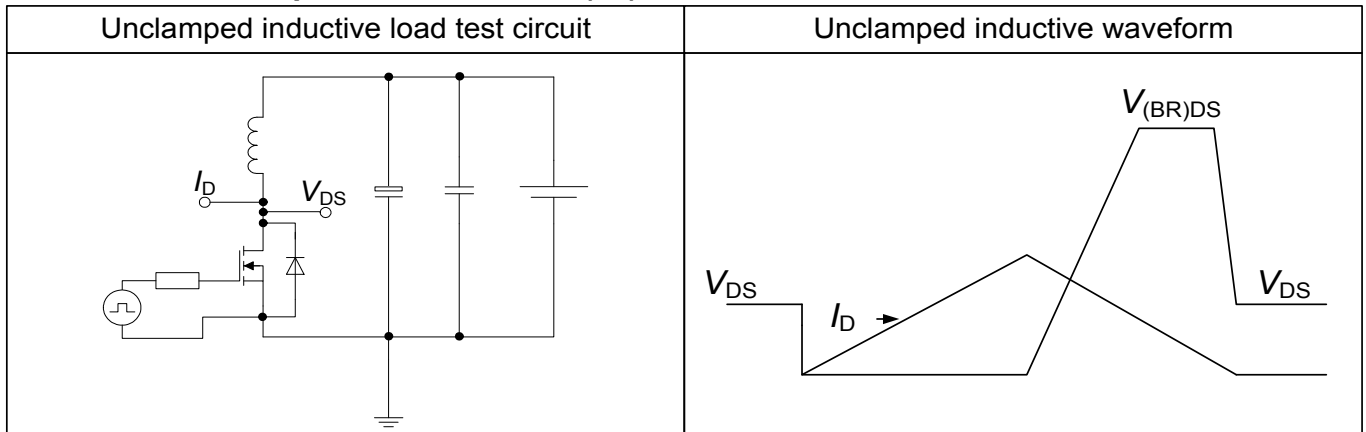 Unclamped inductive load test circuit
Unclamped inductive waveform
I_D
V_DS
V_(BR)DS
V_DS
I_D
V_DS